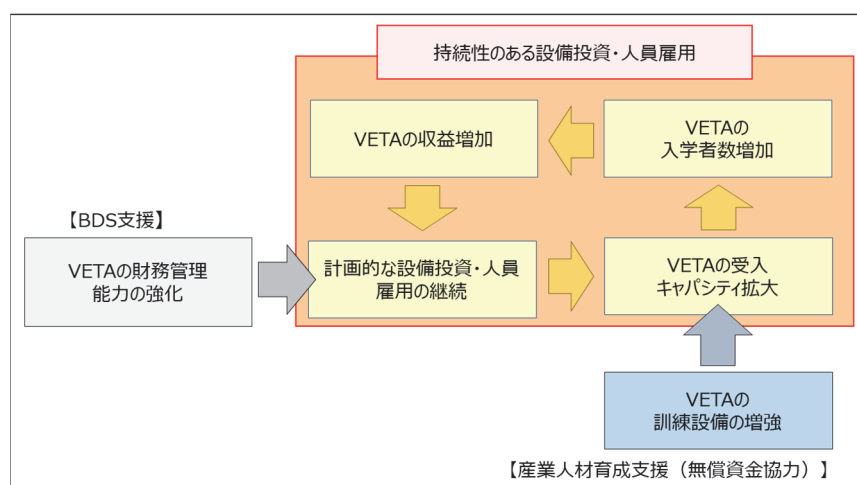 持続性のある設備投資・人員雇用
VETAの収益増加
VETAの
入学者数増加
【BDS支援】
VETAの財務管理
能力の強化
計画的な設備投資・人員
雇用の継続
VETAの受入
キャパシティ拡大
VETAの
訓練設備の増強
【産業人材育成支援（無償資金協力）】